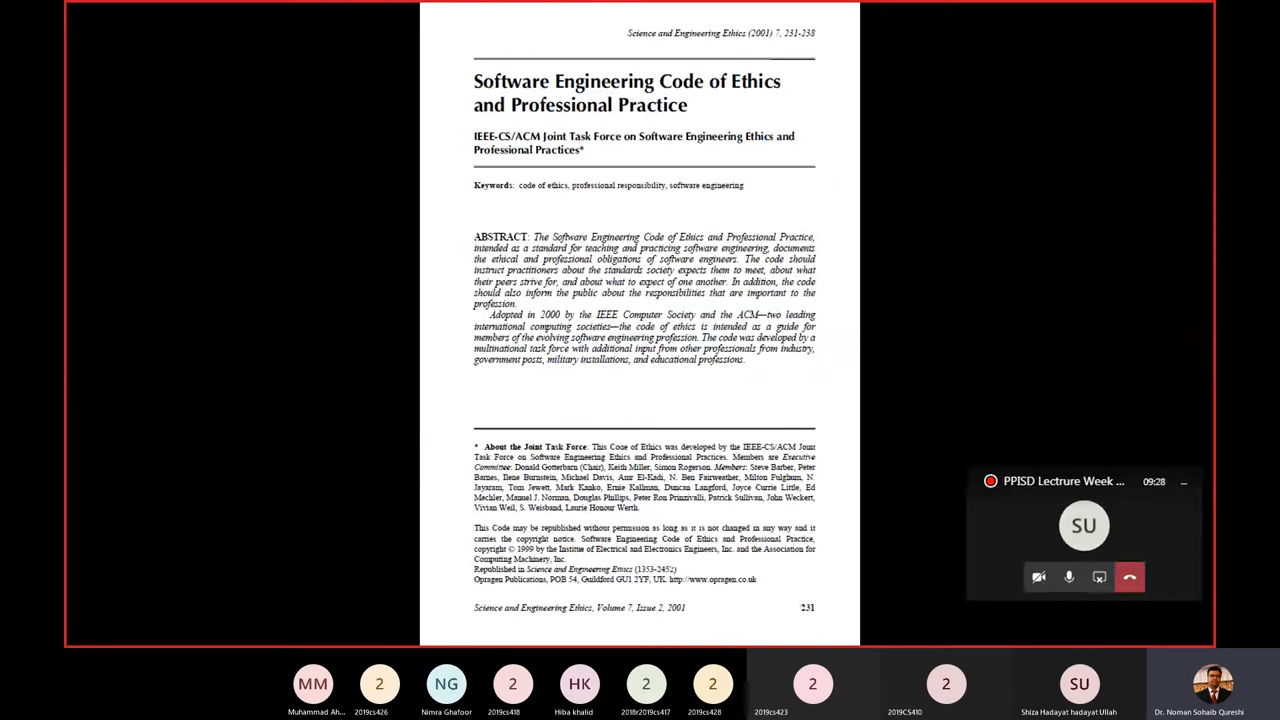 Science and Engineering Ethics (2001) 7, 231-238
Software Engineering Code of Ethics
and Professional Practice
IEEE-CS/ACM Joint Task Force on Software Engineering Ethics and
Professional Practices*
Keywords: code of ethics, professional responsibility, software engineering
ABSTRACT: The Software Engineering Code of Ethics and Professional Practice,
intended as a standard for teaching and practicing software engineering, documents
the ethical and professional obligations of software engineers. The code should
instruct practitioners about the standards society expects them to meet, about what
their peers strive for, and about what to expect of one another. In addition, the code
should also inform the public about the responsibilities that are important to the
profession.
Adopted in 2000 by the IEEE Computer Society and the ACM—two leading
international computing societies—the code of ethics is intended as a guide for
members of the evolving software engineering profession. The code was developed by a
multinational task force with additional input from other professionals from industry,
government posts, military installations, and educational professions.
* About the Joint Task Force: This Code of Ethics was developed by the IEEE-CS/ACM Joint
Task Force on Software Engineering Ethics and Professional Practices. Members are Executive
Committee: Donald Gotterbarn (Chair), Keith Miller, Simon Rogerson. Members: Steve Barber, Peter
Barnes, Ilene Burnstein, Michael Davis, Amr El-Kadi, N. Ben Fairweather, Milton Fulghum, N.
Jayaram, Tom Jewett, Mark Kanko, Ernie Kallman, Duncan Langford, Joyce Currie Little, Ed
Mechler, Manuel J. Norman, Douglas Phillips, Peter Ron Prinzivalli, Patrick Sullivan, John Weckert,
Vivian Weil, S. Weisband, Laurie Honour Werth.
This Code may be republished without permission as long as it is not changed in any way and it
carries the copyright notice. Software Engineering Code of Ethics and Professional Practice,
copyright © 1999 by the Institue of Electrical and Electronics Engineers, Inc. and the Association for
Computing Machinery, Inc.
Republished in Science and Engineering Ethics (1353-2452)
Opragen Publications, POB 54, Guildford GU1 2YF, UK. http://www.opragen.co.uk
Science and Engineering Ethics, Volume 7, Issue 2, 2001 231
PPISD Lectrure Week ... 09:28
SU
MM 2 NG 2 HK 2 2 2 2 SU
Muhammad Ah... 2019cs426 Nimra Ghafoor 2019cs418 Hiba khalid 2018r2019cs417 2019cs428 2019cs423 2019CS410 Shiza Hadayat hadayat Ullah Dr. Noman Sohaib Qureshi